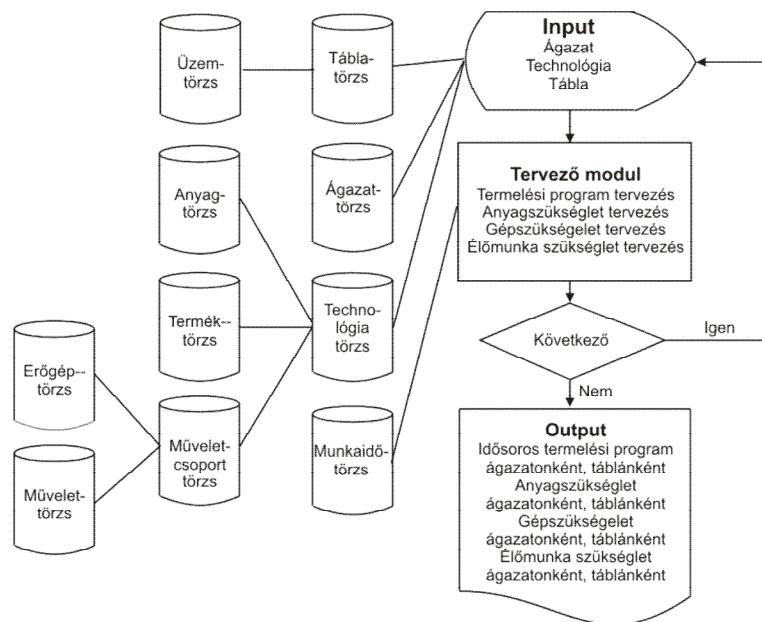 Üzem-
törzs
Tábla-
törzs
Input
Ágazat
Technológia
Tábla
Anyag-
törzs
Ágazat-
törzs
Tervező modul
Termelési program tervezés
Anyagszükséglet tervezés
Gépszükségelet tervezés
Élőmunka szükséglet tervezés
Termék--
törzs
Techno-
lógia
törzs
Következő
Igen
Nem
Erőgép--
törzs
Művelet-
törzs
Művelet-
csoport
törzs
Munkaidő-
törzs
Output
Idősoros termelési program
ágazatonként, táblánként
Anyagszükséglet
ágazatonként, táblánként
Gépszükségelet
ágazatonként, táblánként
Élőmunka szükséglet
ágazatonként, táblánként